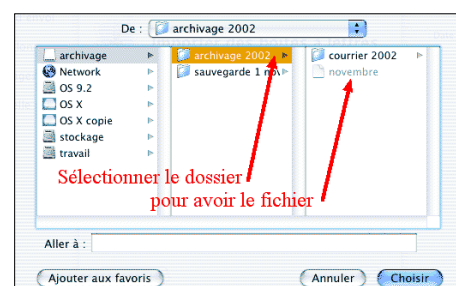 De : archivage 2002
archivage archivage 2002 courrier 2002
Network sauvegarde 1 nov novembre
OS 9.2
OS X
OS X copie
stockage
travail
Sélectionner le dossier
pour avoir le fichier
Aller à :
Ajouter aux favoris Annuler Choisir